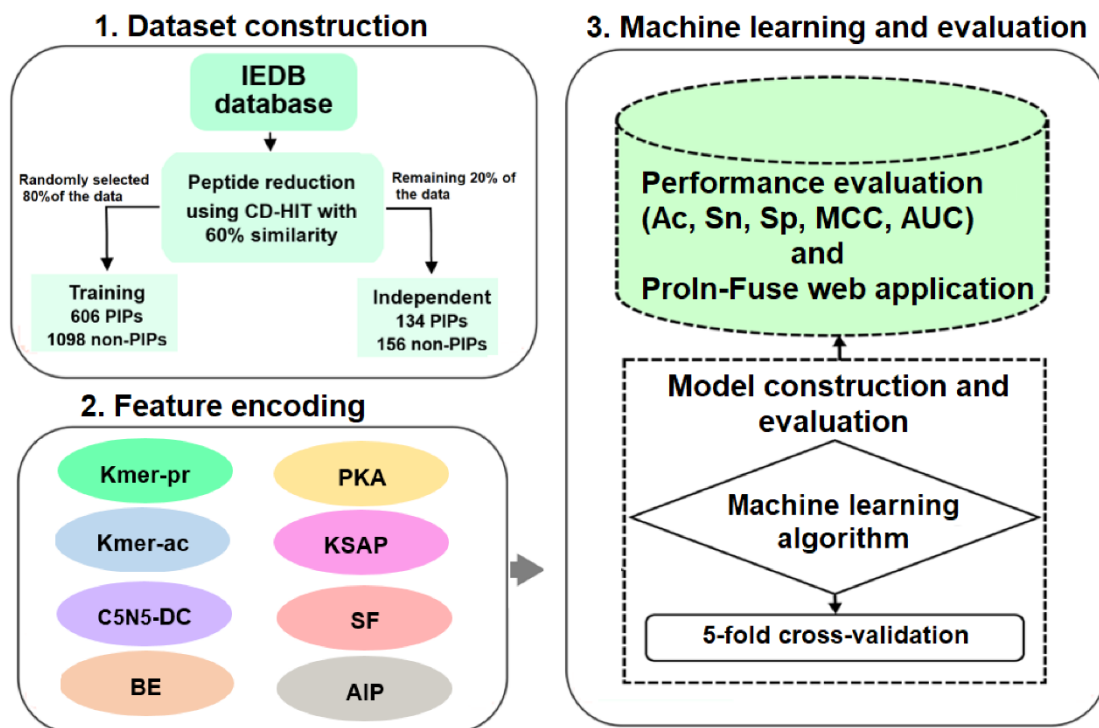 1. Dataset construction
IEDB
database
Randomly selected
80%of the data
Peptide reduction
using CD-HIT with
60% similarity
Remaining 20% of
the data
Training
606 PIPs
1098 non-PIPs
Independent
134 PIPs
156 non-PIPs
2. Feature encoding
Kmer-pr
PKA
Kmer-ac
KSAP
C5N5-DC
SF
BE
AIP
3. Machine learning and evaluation
Performance evaluation
(Ac, Sn, Sp, MCC, AUC)
and
ProIn-Fuse web application
Model construction and
evaluation
Machine learning
algorithm
5-fold cross-validation